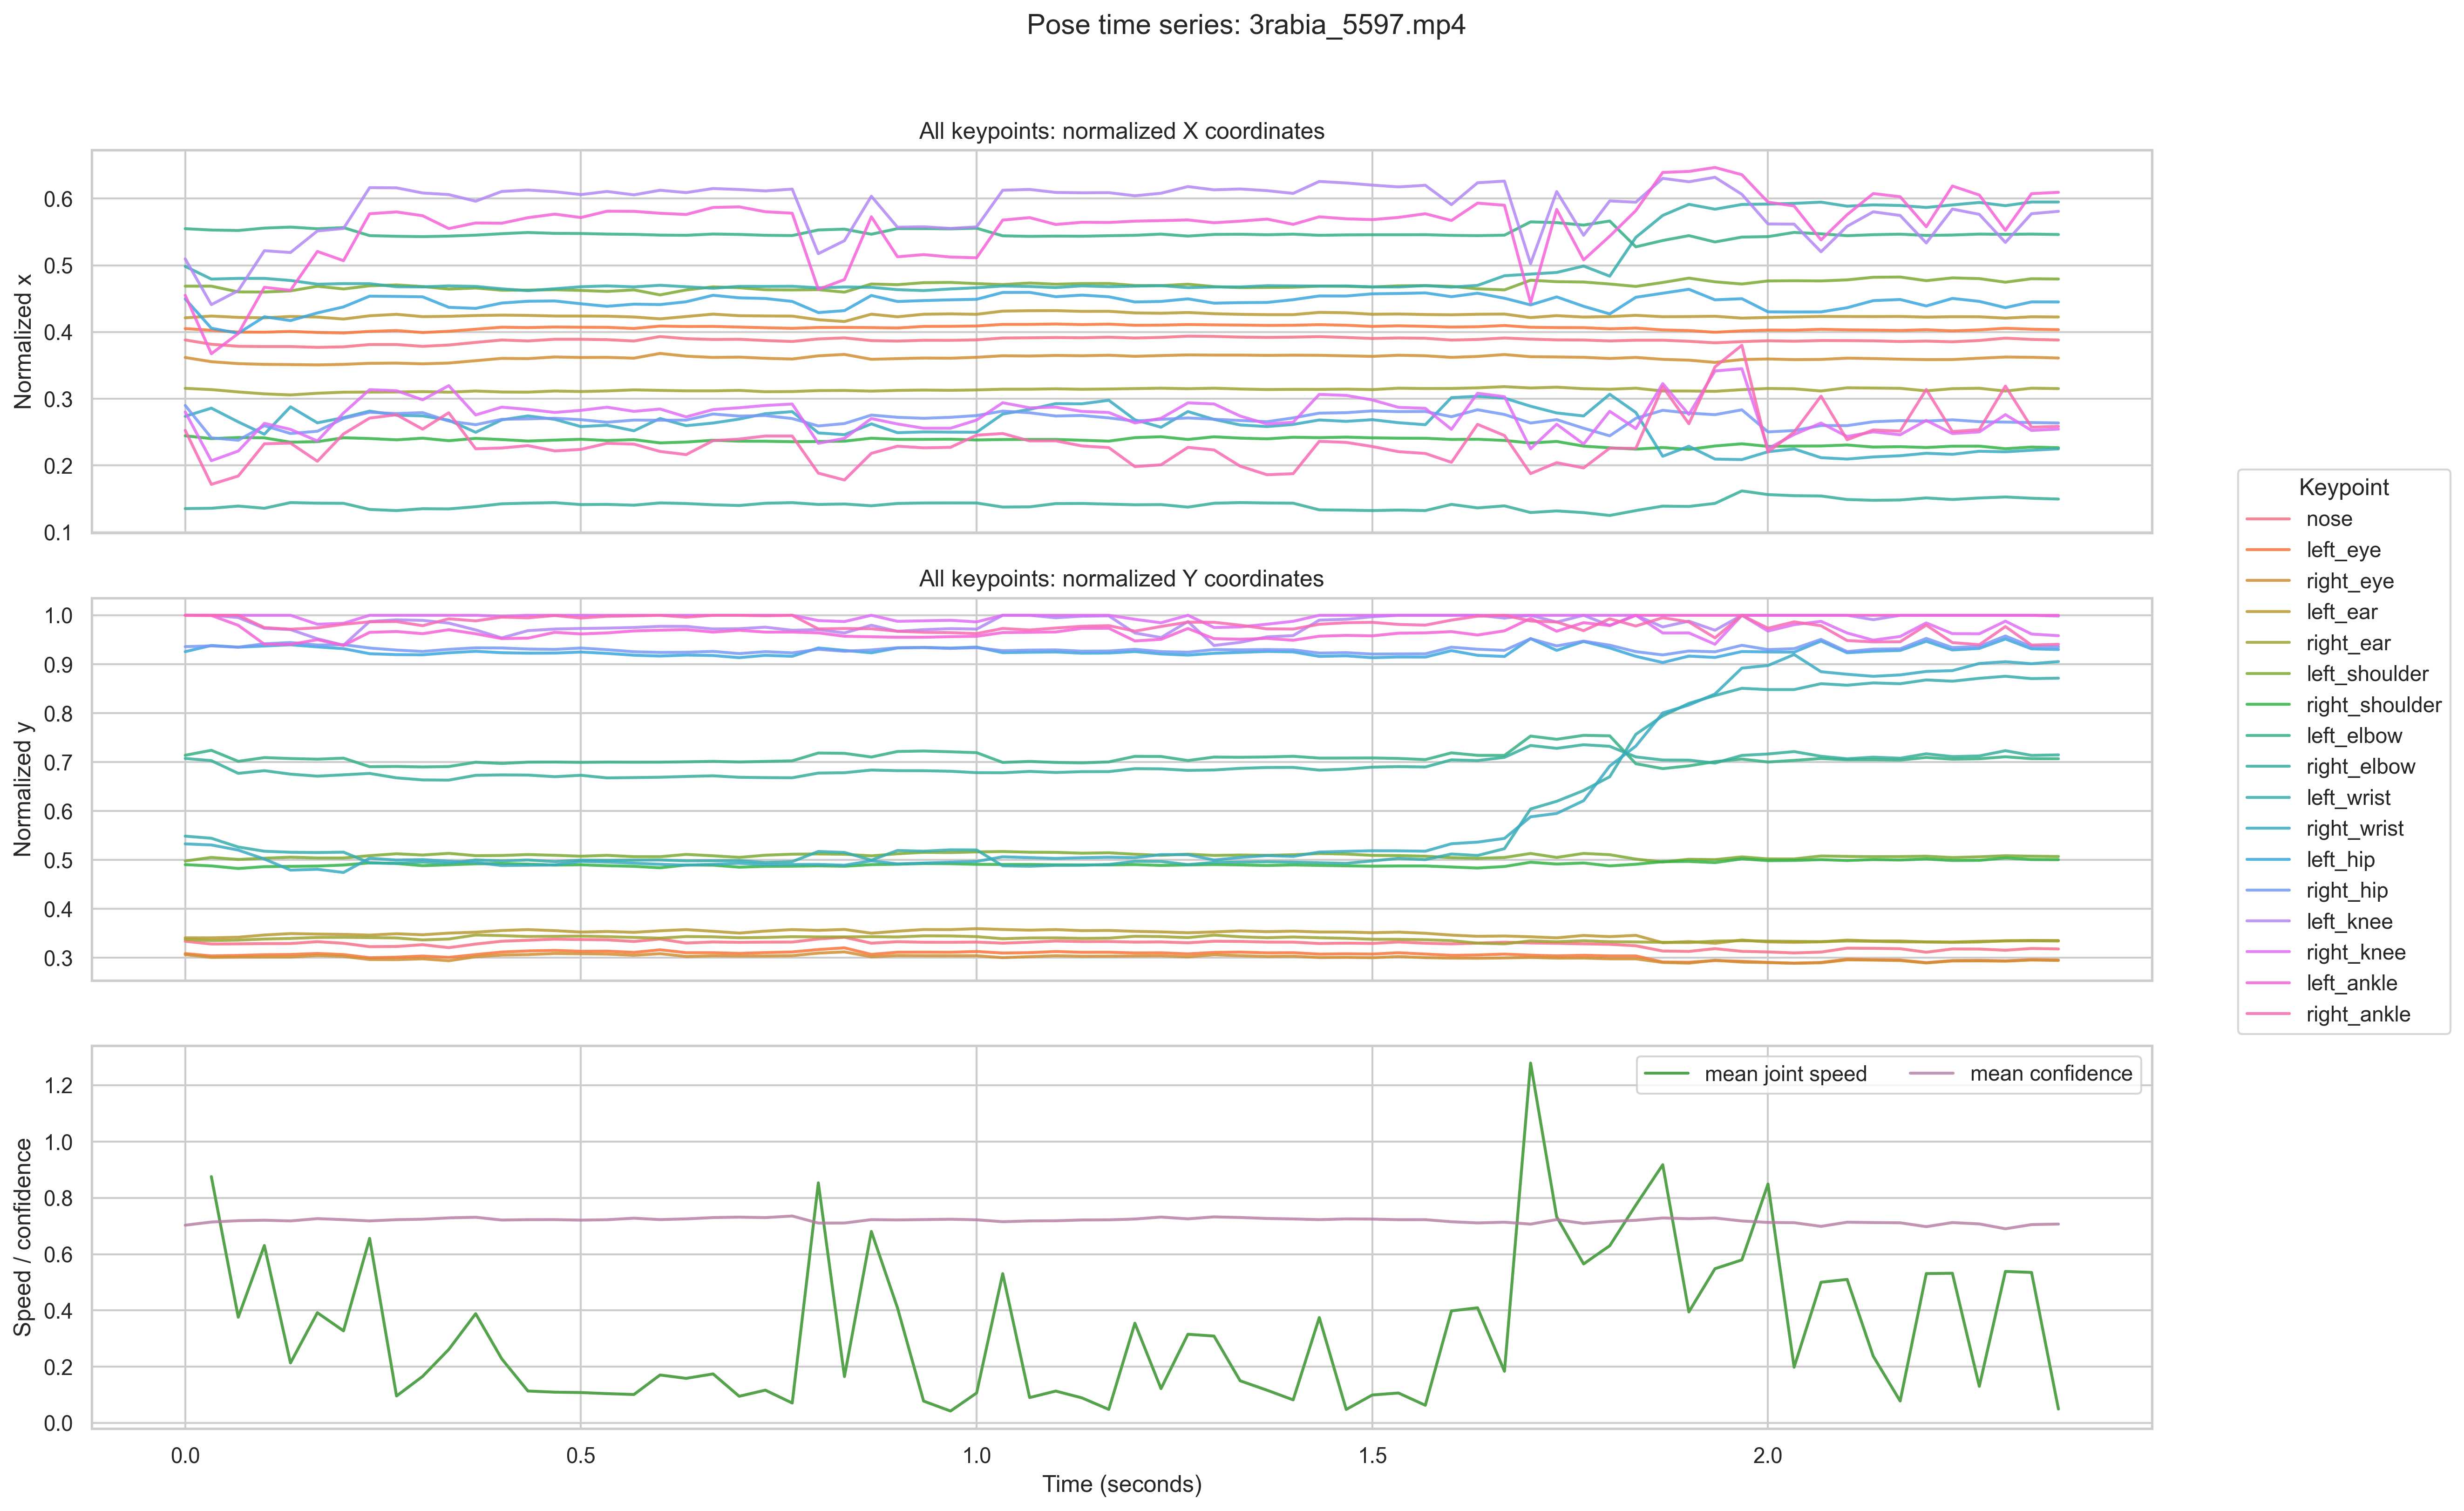 Pose time series: 3rabia_5597.mp4
All keypoints: normalized X coordinates
Normalized x
0.6
0.5
0.4
0.3
0.2
0.1
All keypoints: normalized Y coordinates
Normalized y
1.0
0.9
0.8
0.7
0.6
0.5
0.4
0.3
Keypoint
nose
left_eye
right_eye
left_ear
right_ear
left_shoulder
right_shoulder
left_elbow
right_elbow
left_wrist
right_wrist
left_hip
right_hip
left_knee
right_knee
left_ankle
right_ankle
Speed / confidence
1.2
1.0
0.8
0.6
0.4
0.2
0.0
mean joint speed mean confidence
0.0 0.5 1.0 1.5 2.0
Time (seconds)